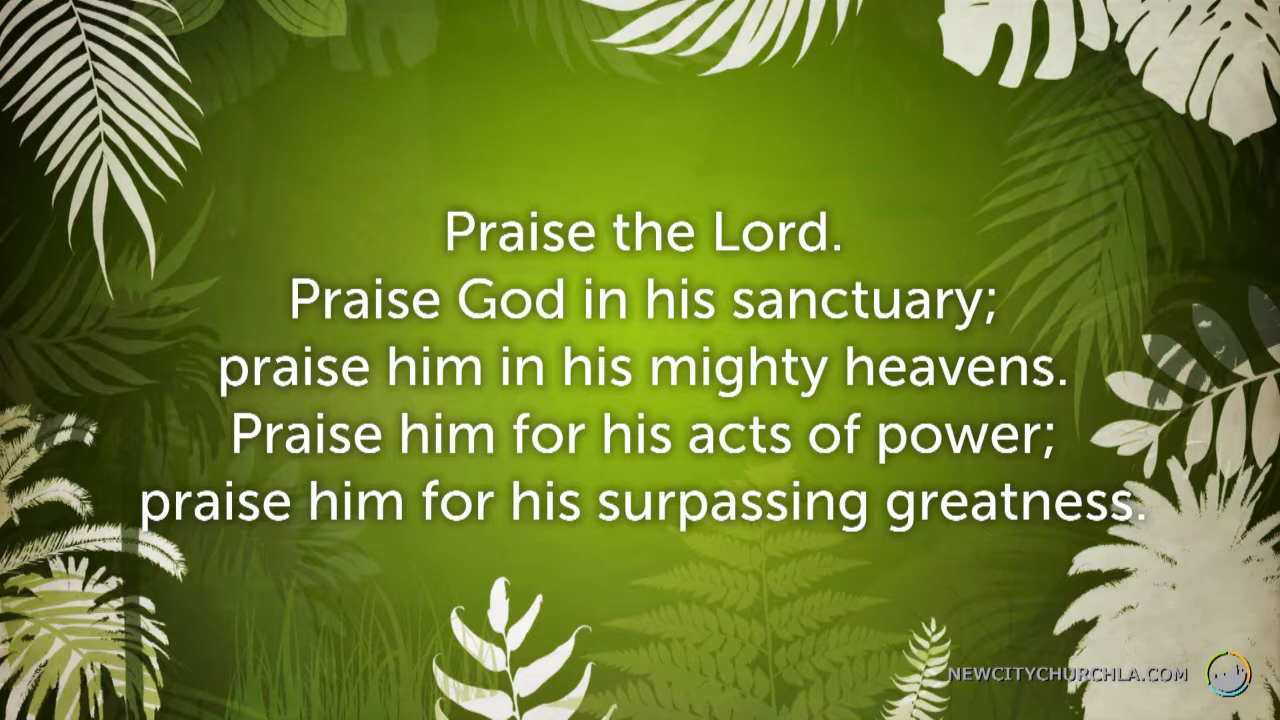 Praise the Lord.
Praise God in his sanctuary;
praise him in his mighty heavens.
Praise him for his acts of power;
praise him for his surpassing greatness.
NEWCITYCHURCHLA.COM